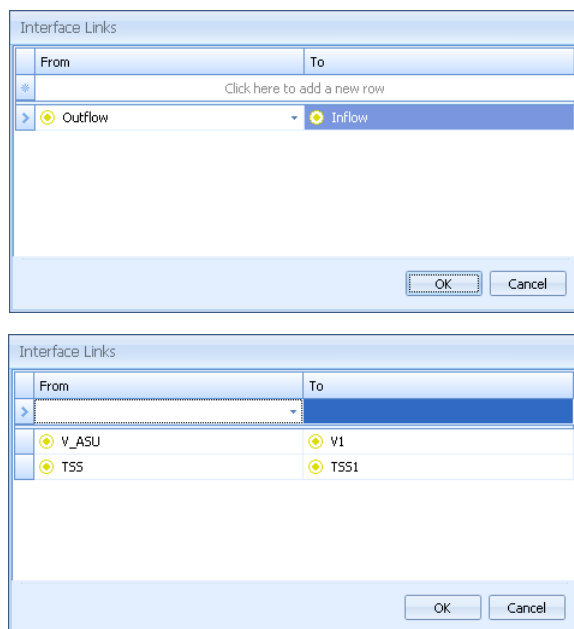 Interface Links
From To
Click here to add a new row
Outflow Inflow
OK Cancel
Interface Links
From To
V_ASU V1
TSS TSS1
OK Cancel